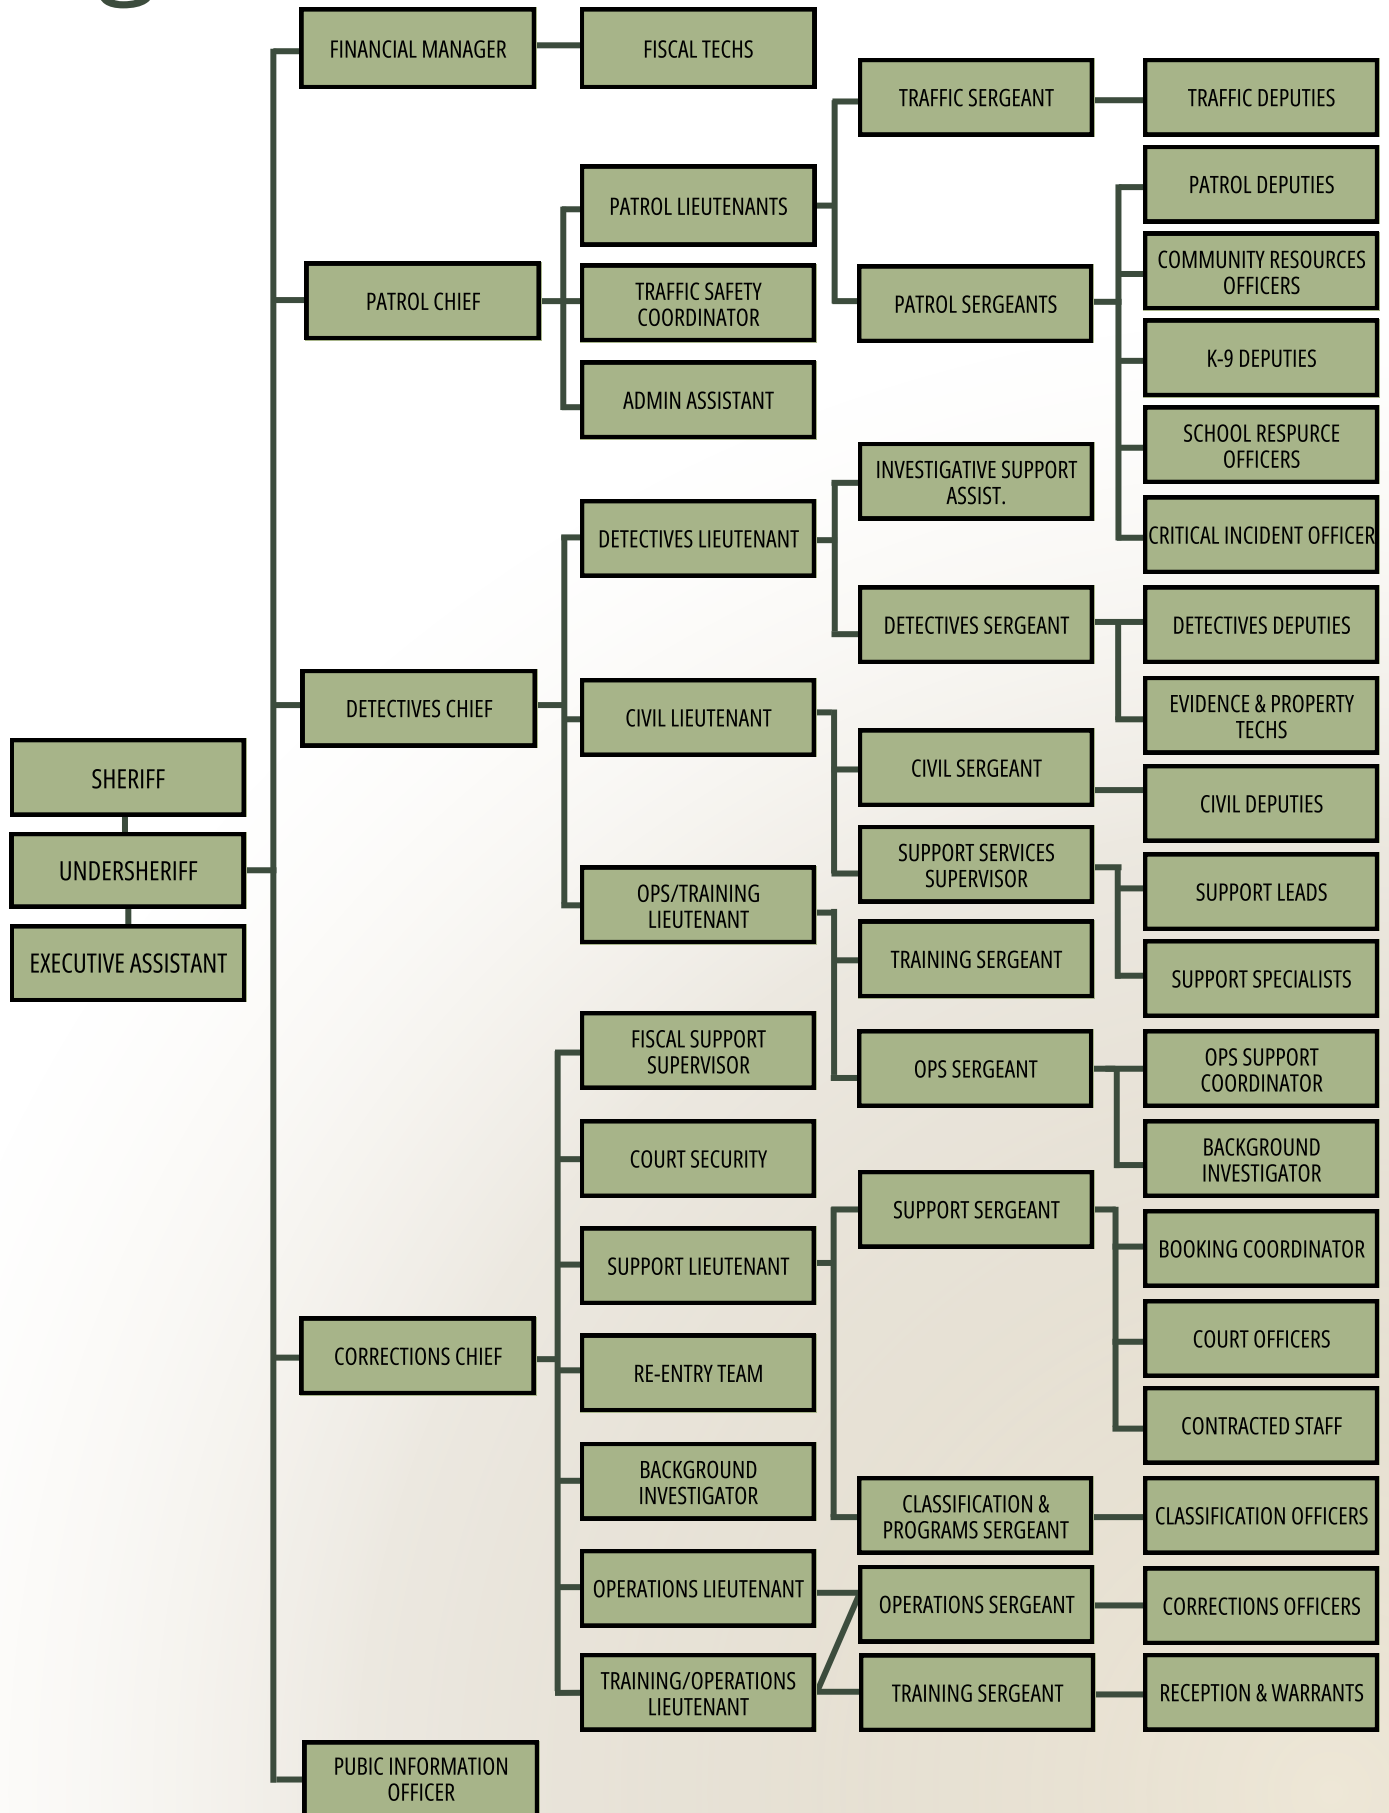 FINANCIAL MANAGER
FISCAL TECHS
TRAFFIC SERGEANT
TRAFFIC DEPUTIES
PATROL DEPUTIES
PATROL LIEUTENANTS
COMMUNITY RESOURCES
OFFICERS
PATROL CHIEF
TRAFFIC SAFETY
COORDINATOR
PATROL SERGEANTS
K-9 DEPUTIES
ADMIN ASSISTANT
SCHOOL RESPURCE
OFFICERS
INVESTIGATIVE SUPPORT
ASSIST.
DETECTIVES LIEUTENANT
CRITICAL INCIDENT OFFICER
DETECTIVES SERGEANT
DETECTIVES DEPUTIES
DETECTIVES CHIEF
CIVIL LIEUTENANT
EVIDENCE & PROPERTY
TECHS
SHERIFF
CIVIL SERGEANT
CIVIL DEPUTIES
UNDERSHERIFF
SUPPORT SERVICES
SUPERVISOR
SUPPORT LEADS
OPS/TRAINING
LIEUTENANT
EXECUTIVE ASSISTANT
TRAINING SERGEANT
SUPPORT SPECIALISTS
FISCAL SUPPORT
SUPERVISOR
OPS SERGEANT
OPS SUPPORT
COORDINATOR
COURT SECURITY
BACKGROUND
INVESTIGATOR
SUPPORT SERGEANT
SUPPORT LIEUTENANT
BOOKING COORDINATOR
CORRECTIONS CHIEF
RE-ENTRY TEAM
COURT OFFICERS
CONTRACTED STAFF
BACKGROUND
INVESTIGATOR
CLASSIFICATION &
PROGRAMS SERGEANT
CLASSIFICATION OFFICERS
OPERATIONS LIEUTENANT
OPERATIONS SERGEANT
CORRECTIONS OFFICERS
TRAINING/OPERATIONS
LIEUTENANT
TRAINING SERGEANT
RECEPTION & WARRANTS
PUBIC INFORMATION
OFFICER